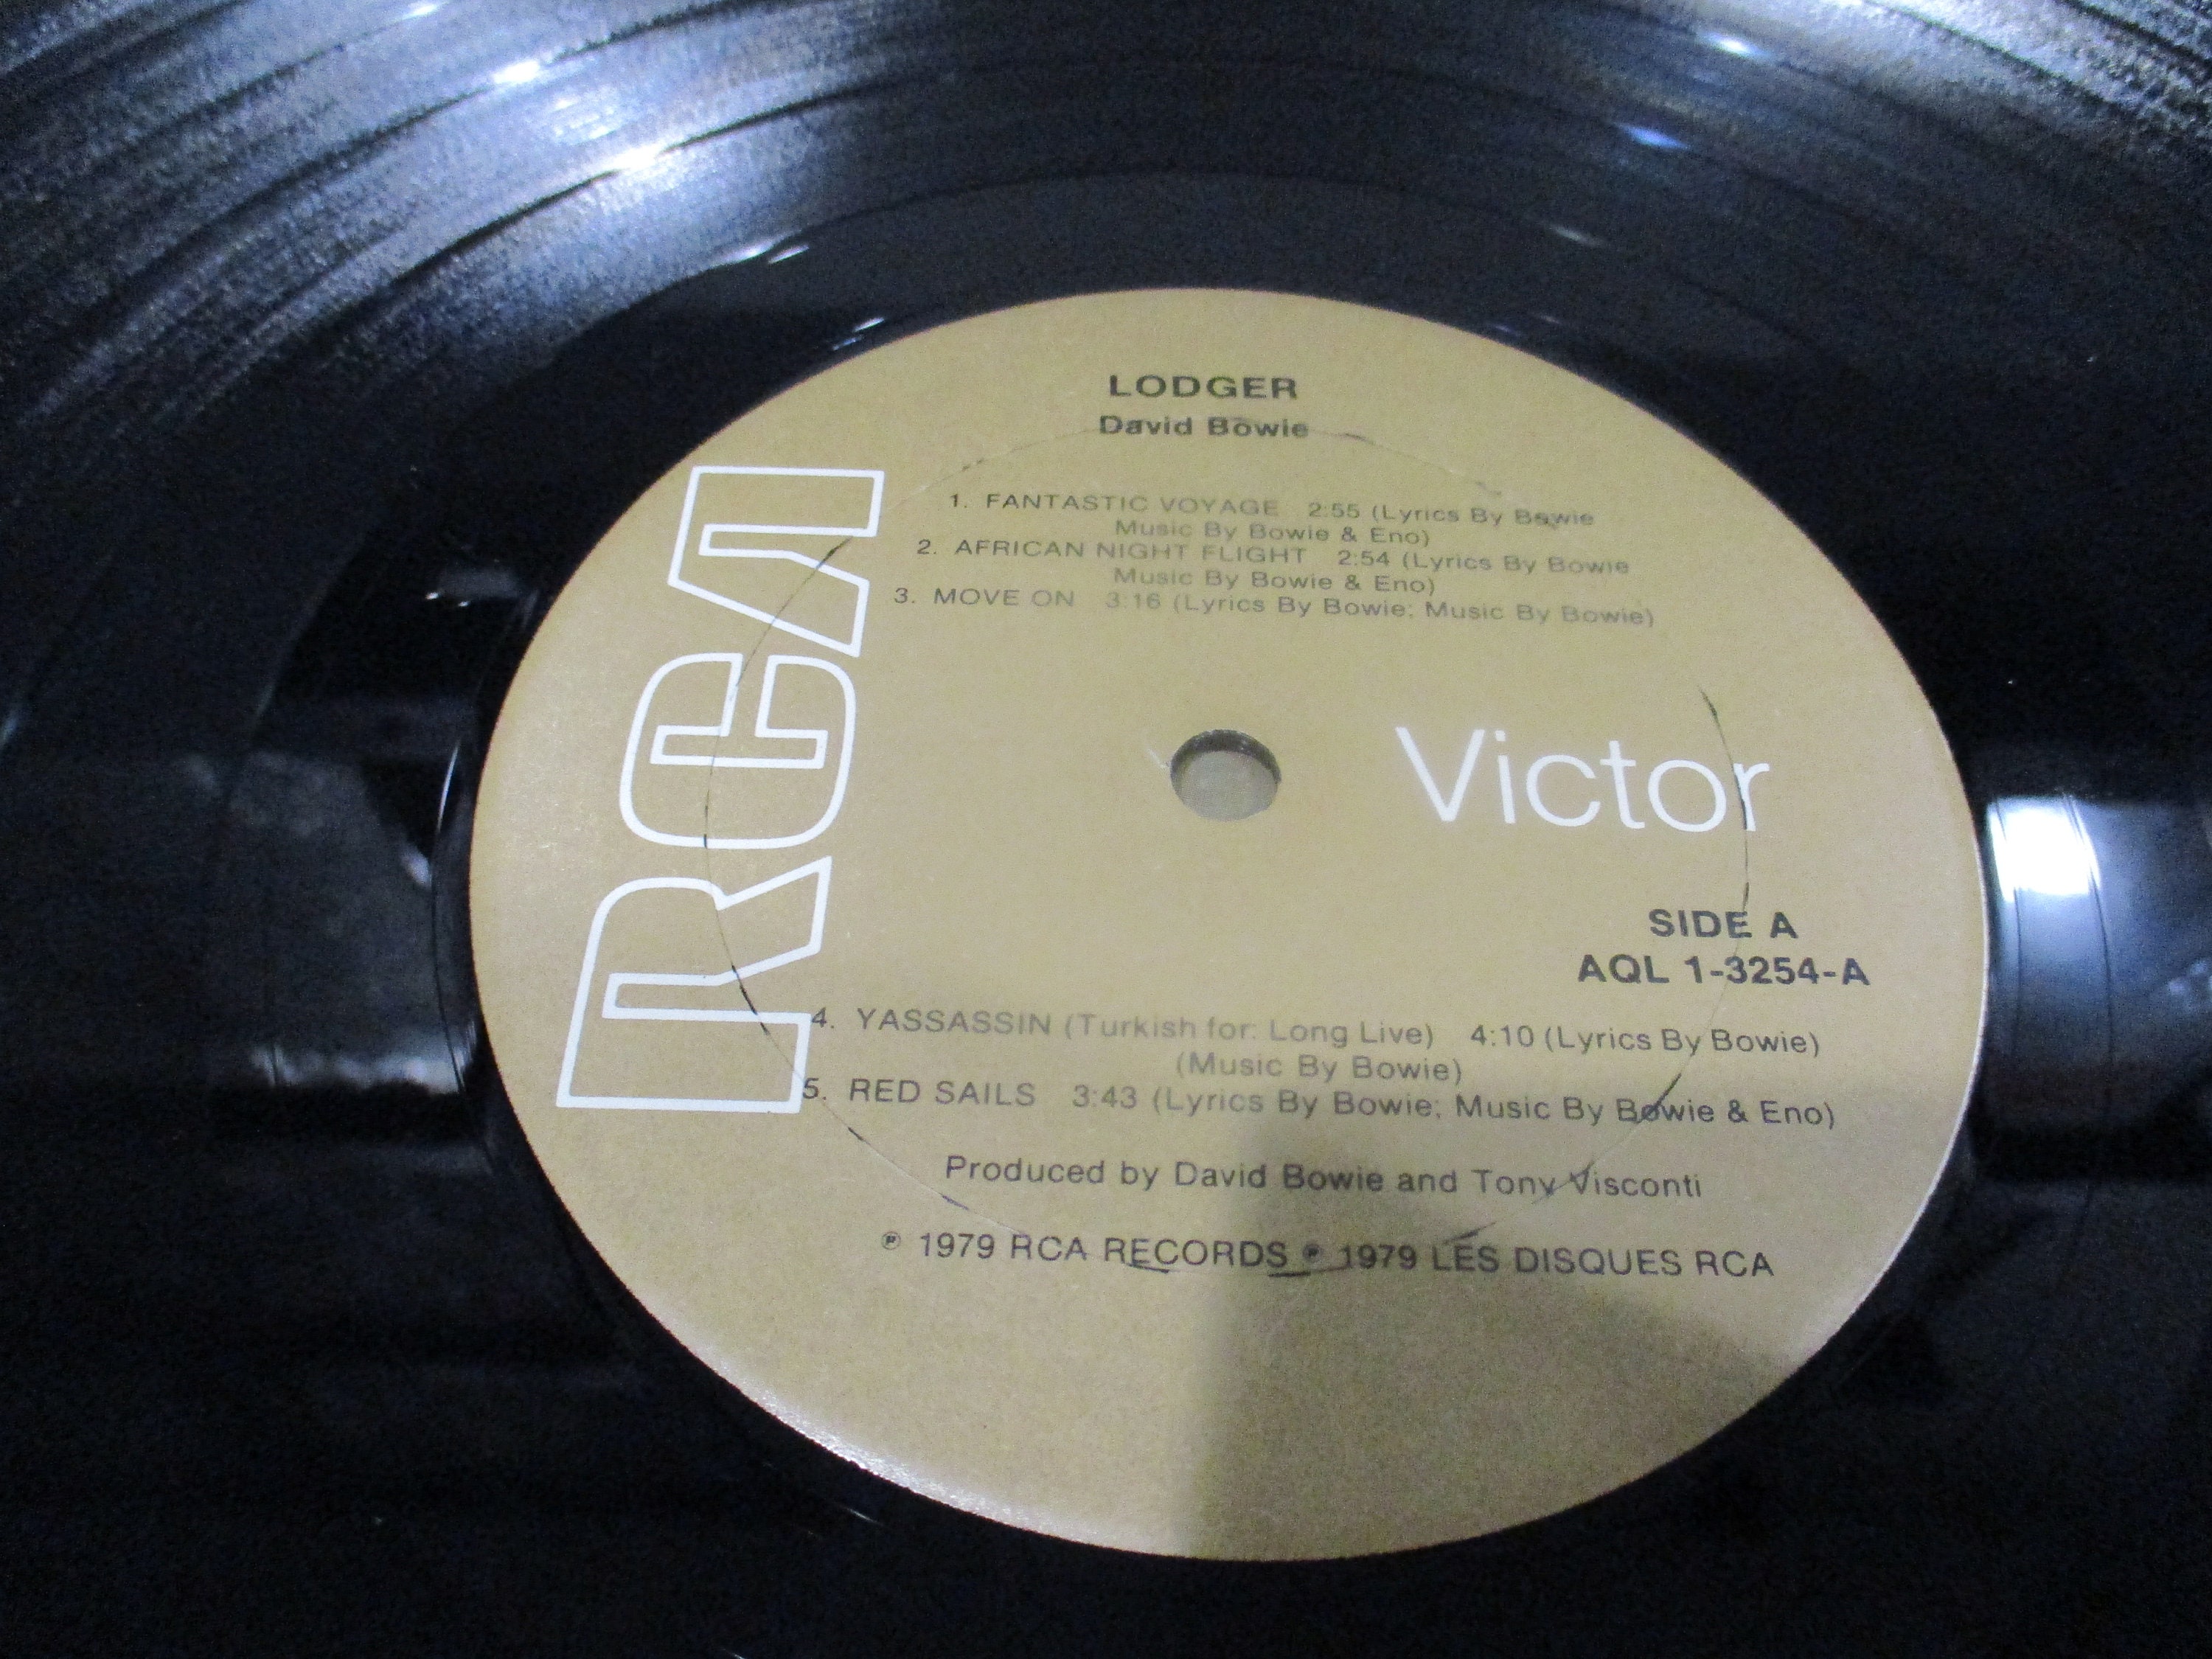 LODGER
David Bowie
1. FANTASTIC VOYAGE 2:55 (Lyrics By Bowie
Music By Bowie & Eno)
2. AFRICAN NIGHT FLIGHT 2:54 (Lyrics By Bowie
Music By Bowie & Eno)
3. MOVE ON 3:16 (Lyrics By Bowie; Music By Bowie)
RCA
Victor
SIDE A
AQL 1-3254-A
4. YASSASSIN (Turkish for: Long Live) 4:10 (Lyrics By Bowie)
(Music By Bowie)
5. RED SAILS 3:43 (Lyrics By Bowie; Music By Bowie & Eno)
Produced by David Bowie and Tony Visconti
℗ 1979 RCA RECORDS ℗ 1979 LES DISQUES RCA